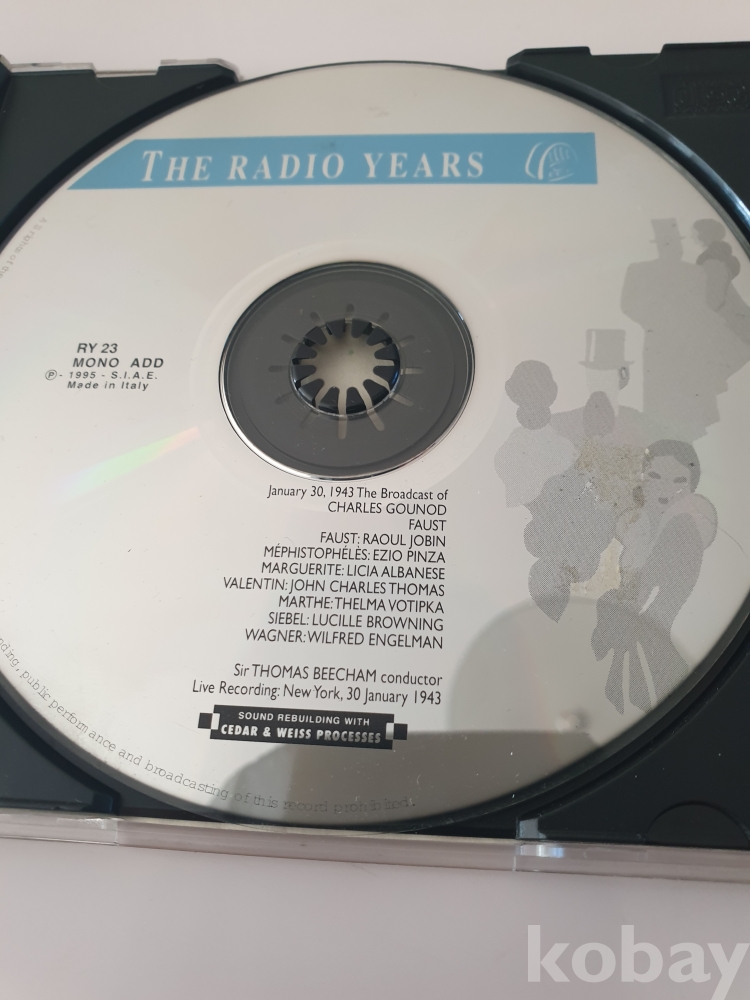 THE RADIO YEARS
RY 23
MONO ADD
℗ - 1995 - S.I.A.E.
Made in Italy
January 30, 1943 The Broadcast of
CHARLES GOUNOD
FAUST
FAUST: RAOUL JOBIN
MÉPHISTOPHÉLÈS: EZIO PINZA
MARGUERITE: LICIA ALBANESE
VALENTIN: JOHN CHARLES THOMAS
MARTHE: THELMA VOTIPKA
SIEBEL: LUCILLE BROWNING
WAGNER: WILFRED ENGELMAN
Sir THOMAS BEECHAM conductor
Live Recording: New York, 30 January 1943
SOUND REBUILDING WITH
CEDAR & WEISS PROCESSES
public performance and broadcasting of this record prohibited.
kobay